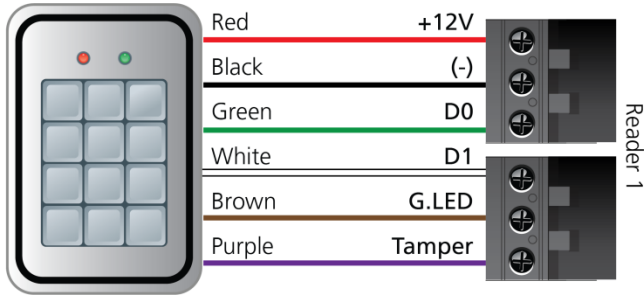 Red +12V
Black (-)
Green D0
White D1
Brown G.LED
Purple Tamper
Reader 1